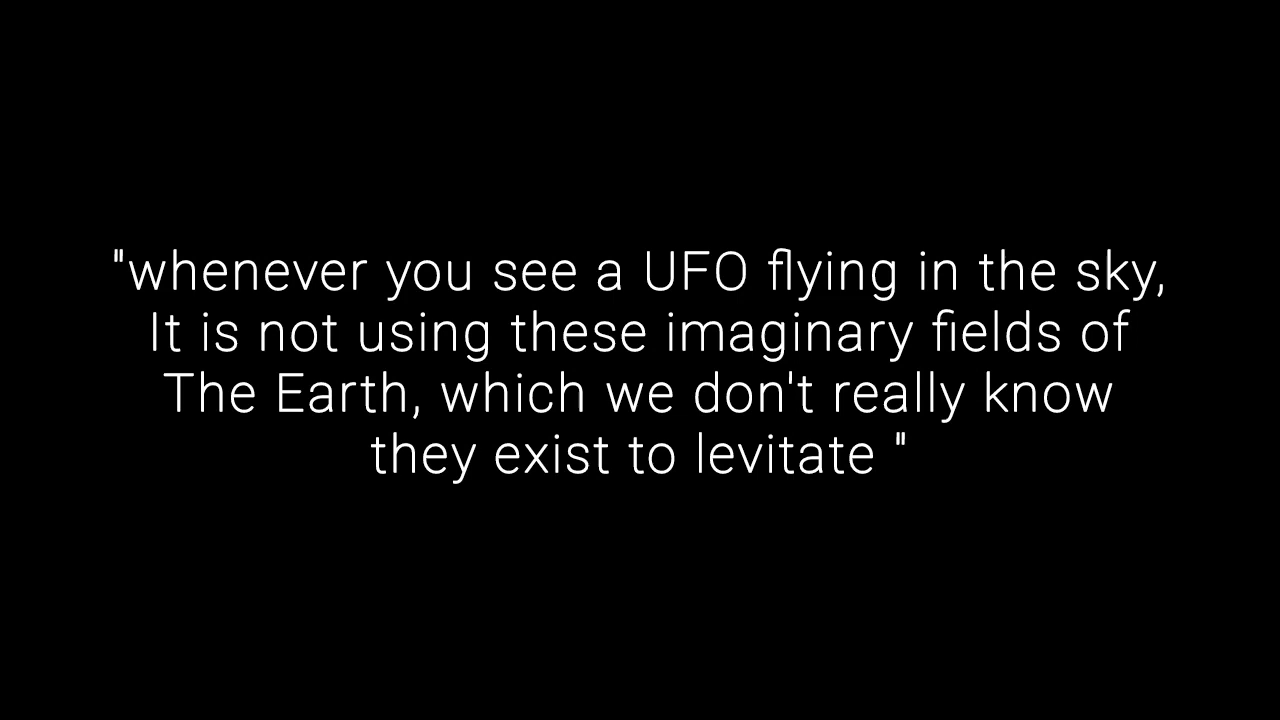 "whenever you see a UFO flying in the sky,
It is not using these imaginary fields of
The Earth, which we don't really know
they exist to levitate "